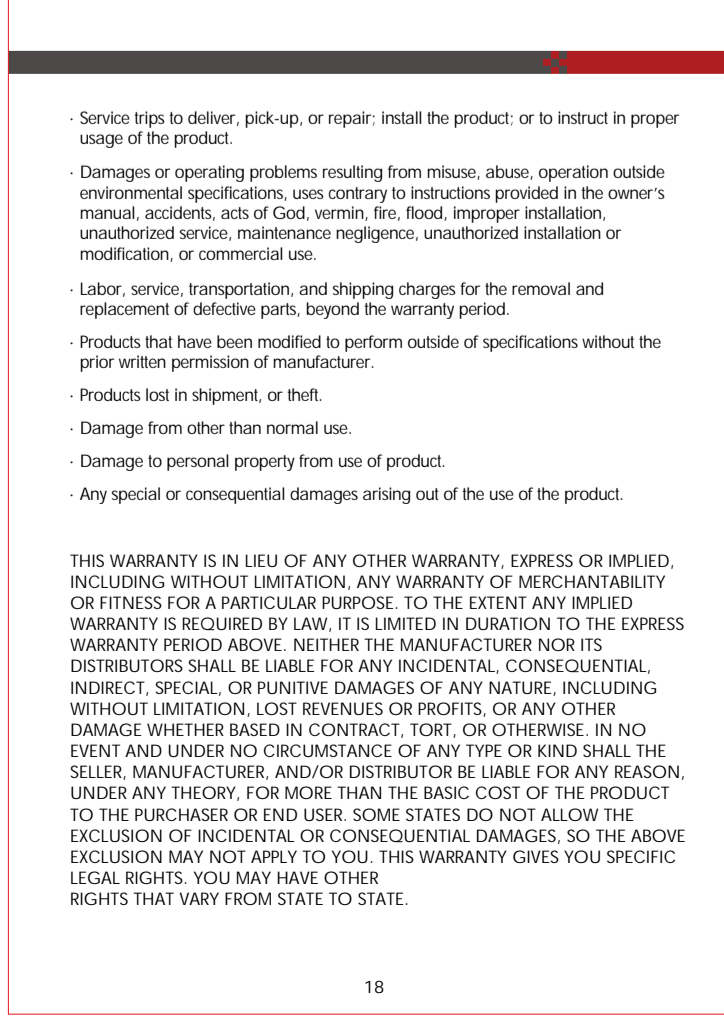 · Service trips to deliver, pick-up, or repair; install the product; or to instruct in proper
usage of the product.
· Damages or operating problems resulting from misuse, abuse, operation outside
environmental specifications, uses contrary to instructions provided in the owner's
manual, accidents, acts of God, vermin, fire, flood, improper installation,
unauthorized service, maintenance negligence, unauthorized installation or
modification, or commercial use.
· Labor, service, transportation, and shipping charges for the removal and
replacement of defective parts, beyond the warranty period.
· Products that have been modified to perform outside of specifications without the
prior written permission of manufacturer.
· Products lost in shipment, or theft.
· Damage from other than normal use.
· Damage to personal property from use of product.
· Any special or consequential damages arising out of the use of the product.
THIS WARRANTY IS IN LIEU OF ANY OTHER WARRANTY, EXPRESS OR IMPLIED,
INCLUDING WITHOUT LIMITATION, ANY WARRANTY OF MERCHANTABILITY
OR FITNESS FOR A PARTICULAR PURPOSE. TO THE EXTENT ANY IMPLIED
WARRANTY IS REQUIRED BY LAW, IT IS LIMITED IN DURATION TO THE EXPRESS
WARRANTY PERIOD ABOVE. NEITHER THE MANUFACTURER NOR ITS
DISTRIBUTORS SHALL BE LIABLE FOR ANY INCIDENTAL, CONSEQUENTIAL,
INDIRECT, SPECIAL, OR PUNITIVE DAMAGES OF ANY NATURE, INCLUDING
WITHOUT LIMITATION, LOST REVENUES OR PROFITS, OR ANY OTHER
DAMAGE WHETHER BASED IN CONTRACT, TORT, OR OTHERWISE. IN NO
EVENT AND UNDER NO CIRCUMSTANCE OF ANY TYPE OR KIND SHALL THE
SELLER, MANUFACTURER, AND/OR DISTRIBUTOR BE LIABLE FOR ANY REASON,
UNDER ANY THEORY, FOR MORE THAN THE BASIC COST OF THE PRODUCT
TO THE PURCHASER OR END USER. SOME STATES DO NOT ALLOW THE
EXCLUSION OF INCIDENTAL OR CONSEQUENTIAL DAMAGES, SO THE ABOVE
EXCLUSION MAY NOT APPLY TO YOU. THIS WARRANTY GIVES YOU SPECIFIC
LEGAL RIGHTS. YOU MAY HAVE OTHER
RIGHTS THAT VARY FROM STATE TO STATE.
18